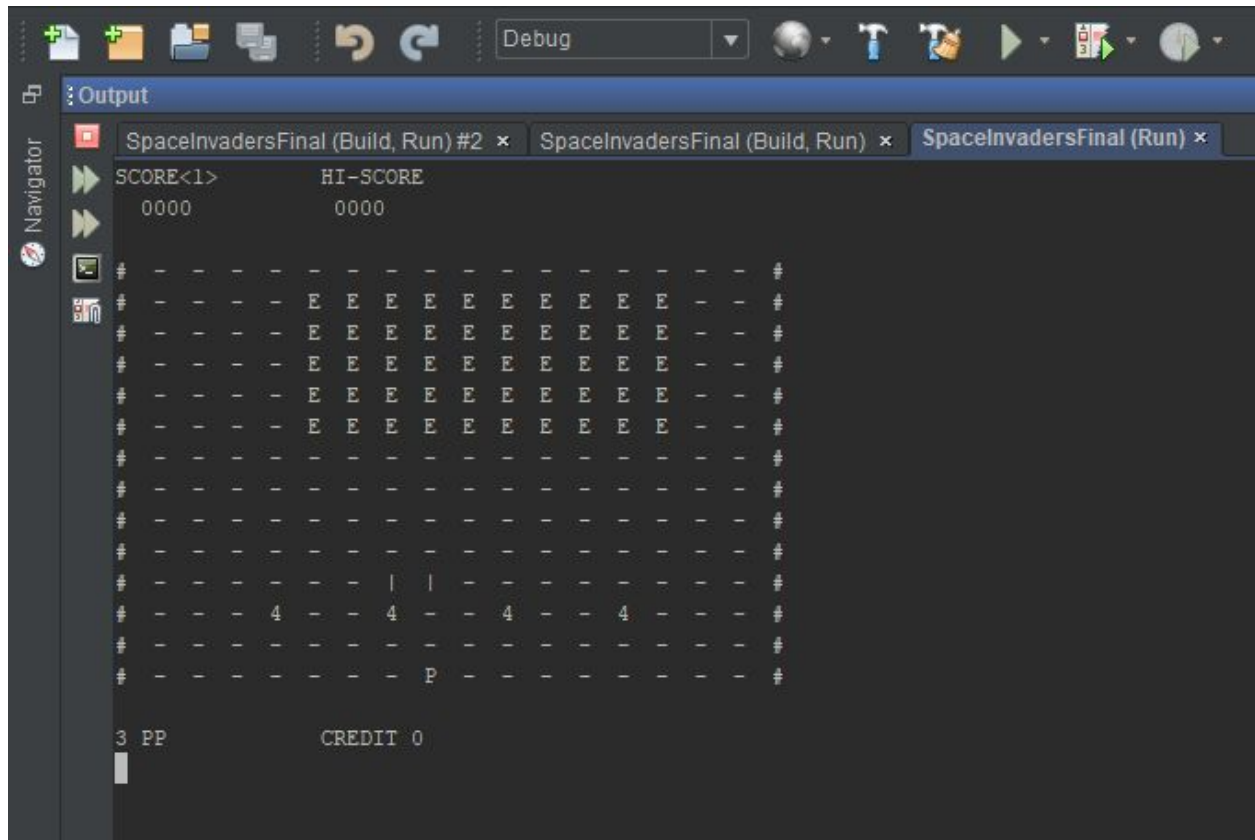 Debug
Output
SpaceInvadersFinal (Build, Run) #2 × SpaceInvadersFinal (Build, Run) × SpaceInvadersFinal (Run) ×
Navigator
SCORE<1> HI-SCORE
0000 0000
# - - - - - - - - - - - - - - - - #
# - - - - E E E E E E E E E E - - #
# - - - - E E E E E E E E E E - - #
# - - - - E E E E E E E E E E - - #
# - - - - E E E E E E E E E E - - #
# - - - - E E E E E E E E E E - - #
# - - - - - - - - - - - - - - - - #
# - - - - - - - - - - - - - - - - #
# - - - - - - - - - - - - - - - - #
# - - - - - - - - - - - - - - - - #
# - - - - - - | | - - - - - - - - #
# - - - 4 - - 4 - - 4 - - 4 - - - #
# - - - - - - - - - - - - - - - - #
# - - - - - - - P - - - - - - - - #
3 PP CREDIT 0